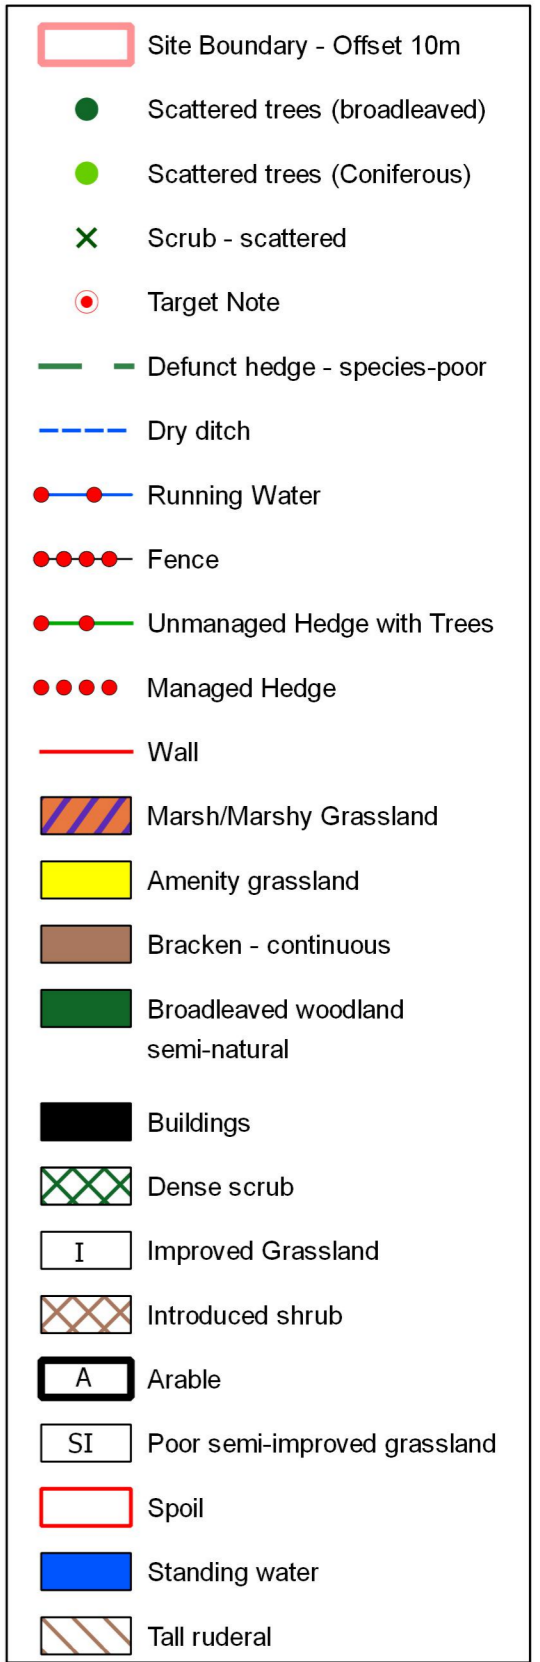 Site Boundary - Offset 10m
Scattered trees (broadleaved)
Scattered trees (Coniferous)
Scrub - scattered
Target Note
Defunct hedge - species-poor
Dry ditch
Running Water
Fence
Unmanaged Hedge with Trees
Managed Hedge
Wall
Marsh/Marshy Grassland
Amenity grassland
Bracken - continuous
Broadleaved woodland
semi-natural
Buildings
Dense scrub
I Improved Grassland
Introduced shrub
A Arable
SI Poor semi-improved grassland
Spoil
Standing water
Tall ruderal